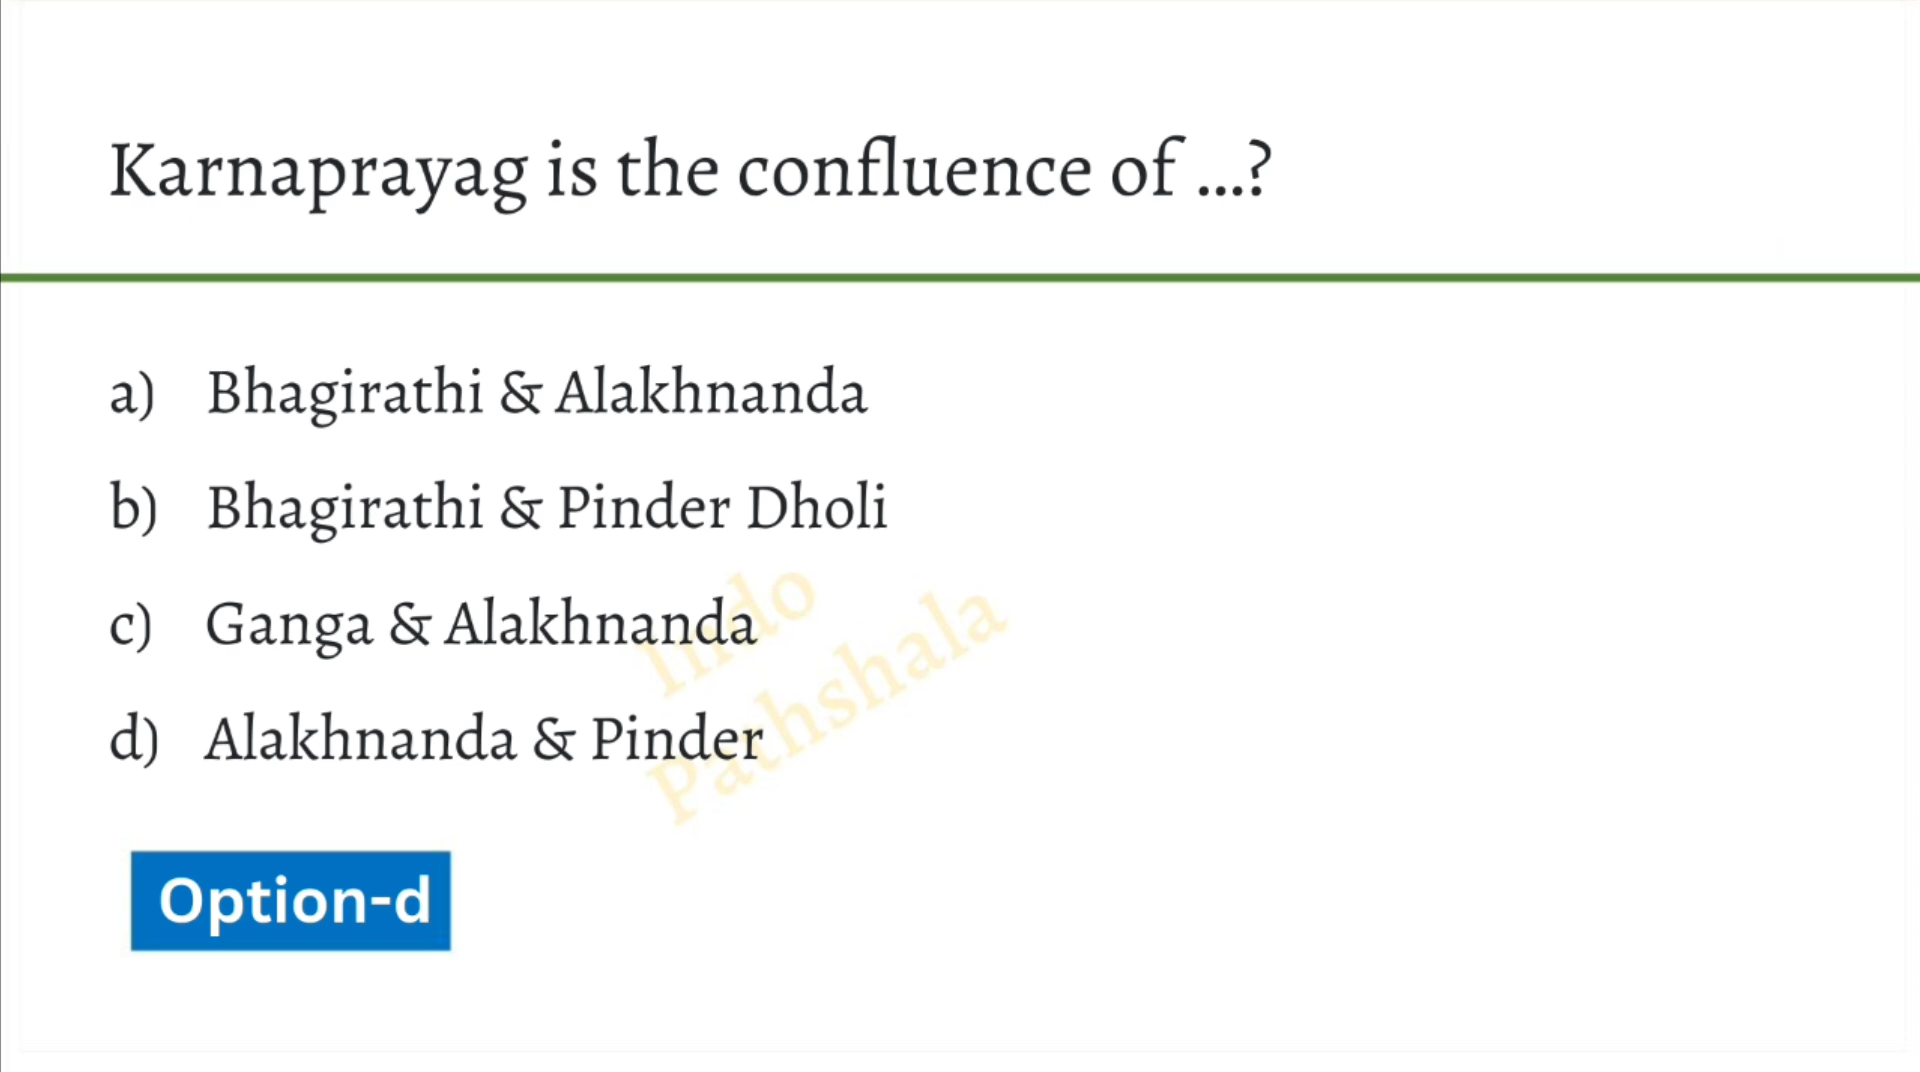 Karnaprayag is the confluence of ...?
a) Bhagirathi & Alakhnanda
b) Bhagirathi & Pinder Dholi
c) Ganga & Alakhnanda
d) Alakhnanda & Pinder
Indo
Pathshala
Option-d